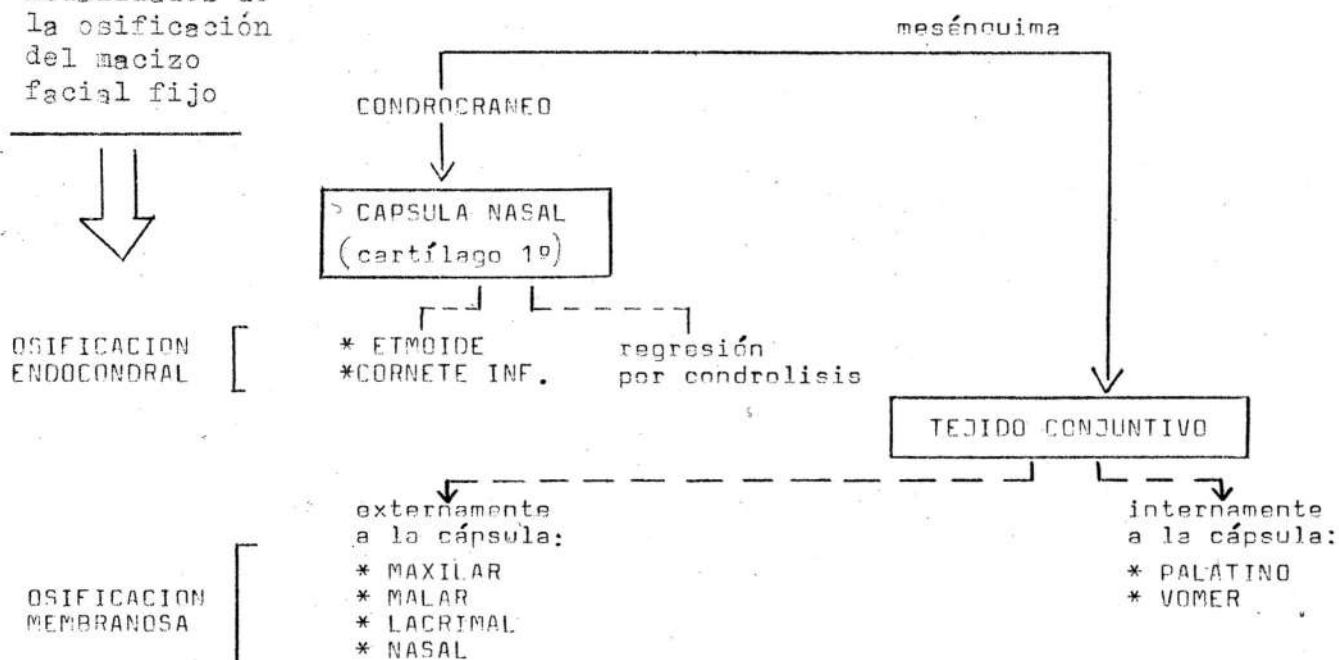 la osificación
del macizo
facial fijo
mesénquima
CONDROCRANEO
CAPSULA NASAL
(cartílago 1º)
OSIFICACION
ENDOCONDRAL
* ETMOIDE
*CORNETE INF.
regresión
por condrolisis
TEJIDO CONJUNTIVO
externamente
a la cápsula:
* MAXILAR
* MALAR
* LACRIMAL
* NASAL
internamente
a la cápsula:
* PALATINO
* VOMER
OSIFICACION
MEMBRANOSA